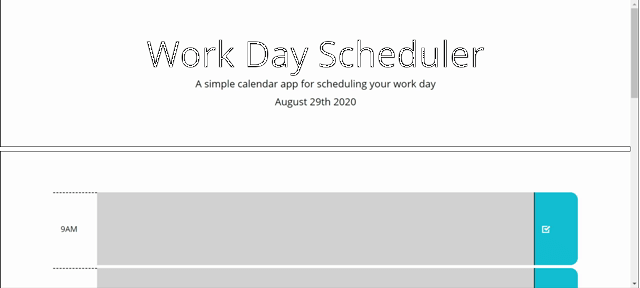 Work Day Scheduler
A simple calendar app for scheduling your work day
August 29th 2020
9AM